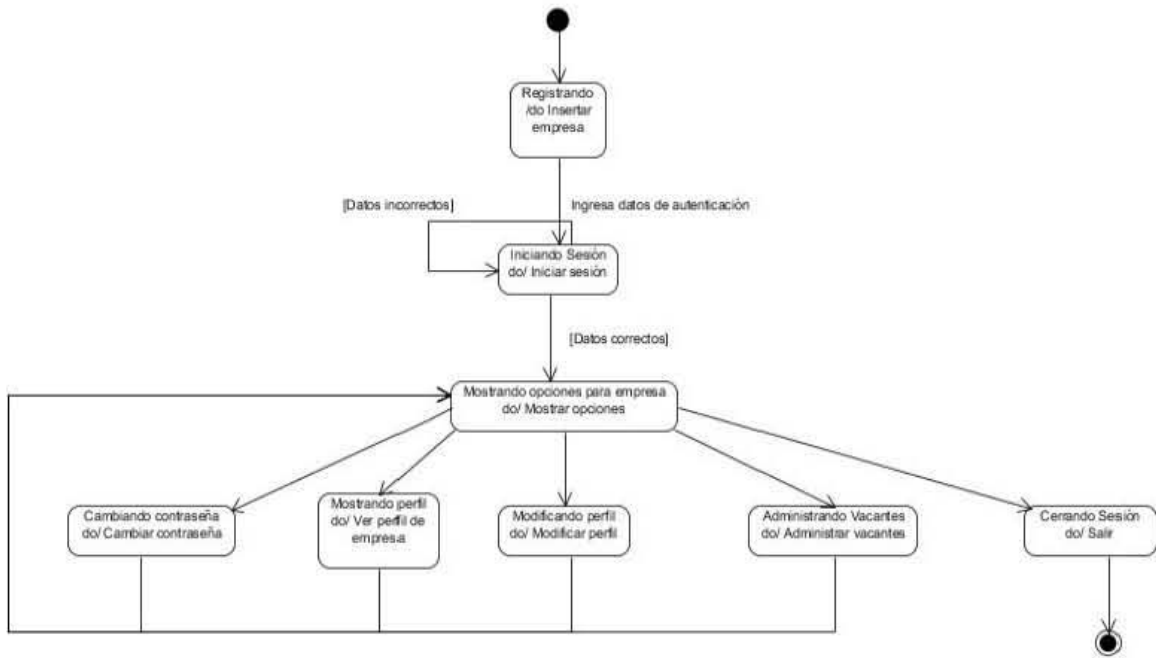 Registrando
/do Insertar
empresa
[Datos incorrectos]
Ingresa datos de autenticación
Iniciando Sesión
do/ Iniciar sesión
[Datos correctos]
Mostrando opciones para empresa
do/ Mostrar opciones
Cambiando contraseña
do/ Cambiar contraseña
Mostrando perfil
do/ Ver perfil de
empresa
Modificando perfil
do/ Modificar perfil
Administrando Vacantes
do/ Administrar vacantes
Cerrando Sesión
do/ Salir